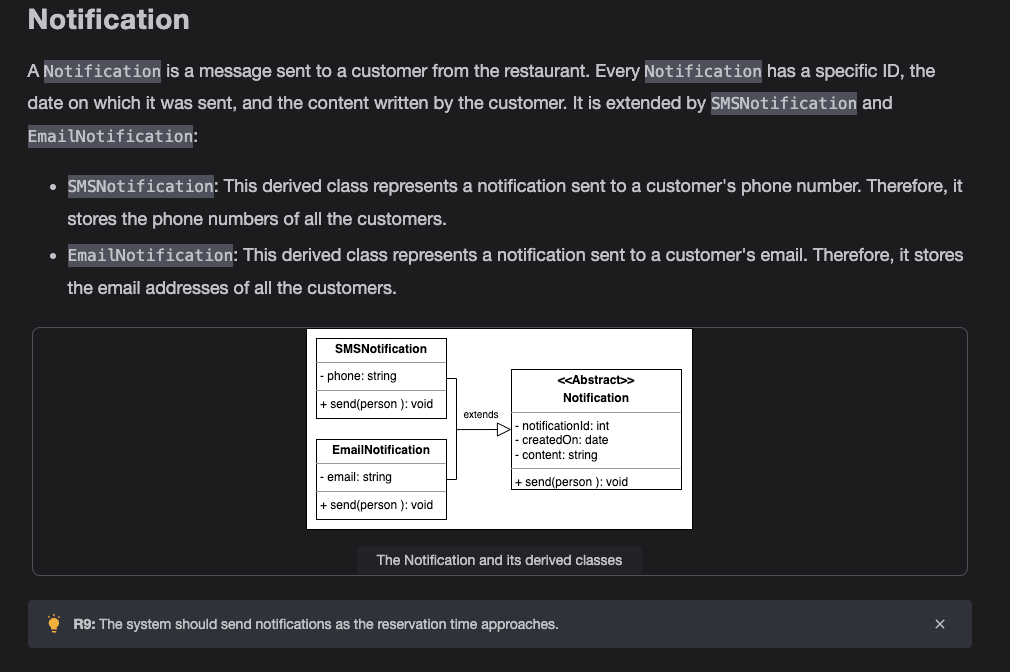 Notification
A Notification is a message sent to a customer from the restaurant. Every Notification has a specific ID, the
date on which it was sent, and the content written by the customer. It is extended by SMSNotification and
EmailNotification:
• SMSNotification: This derived class represents a notification sent to a customer's phone number. Therefore, it
stores the phone numbers of all the customers.
• EmailNotification: This derived class represents a notification sent to a customer's email. Therefore, it stores
the email addresses of all the customers.
SMSNotification
- phone: string
+ send(person ): void
EmailNotification
- email: string
+ send(person ): void
extends
<<Abstract>>
Notification
- notificationId: int
- createdOn: date
- content: string
+ send(person ): void
The Notification and its derived classes
R9: The system should send notifications as the reservation time approaches.